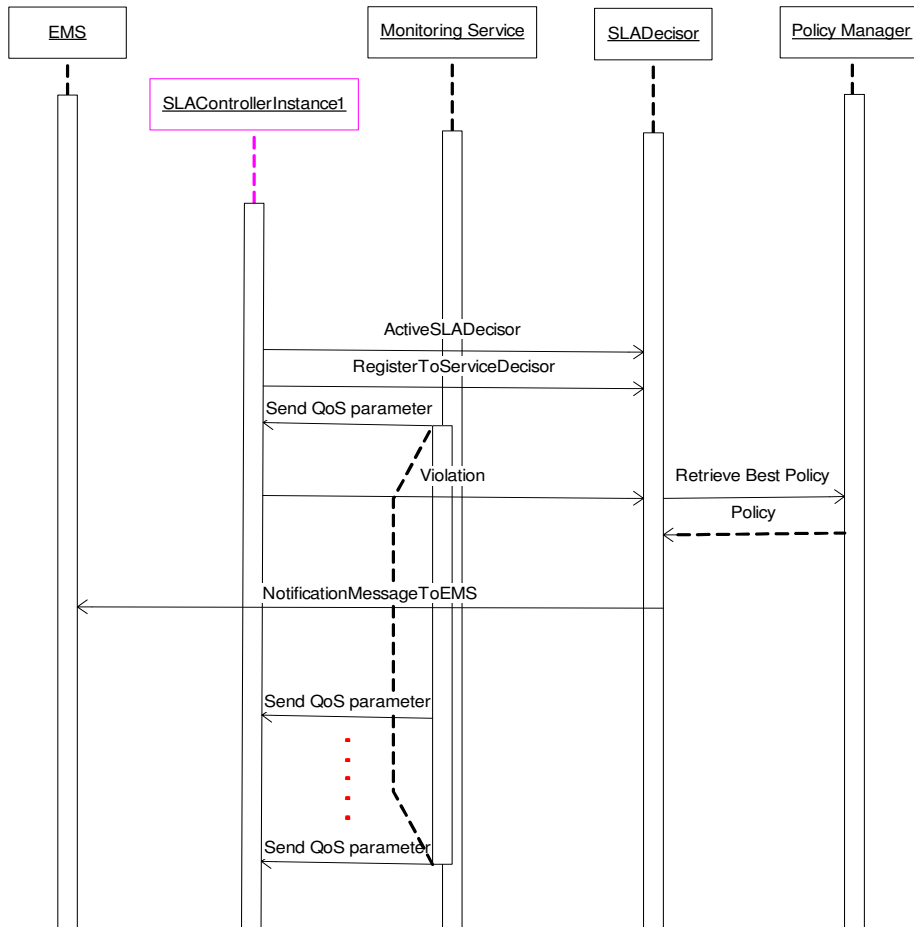 EMS
Monitoring Service
SLADecisor
Policy Manager
SLAControllerInstance1
ActiveSLADecisor
RegisterToServiceDecisor
Send QoS parameter
Violation
Retrieve Best Policy
Policy
NotificationMessageToEMS
Send QoS parameter
Send QoS parameter